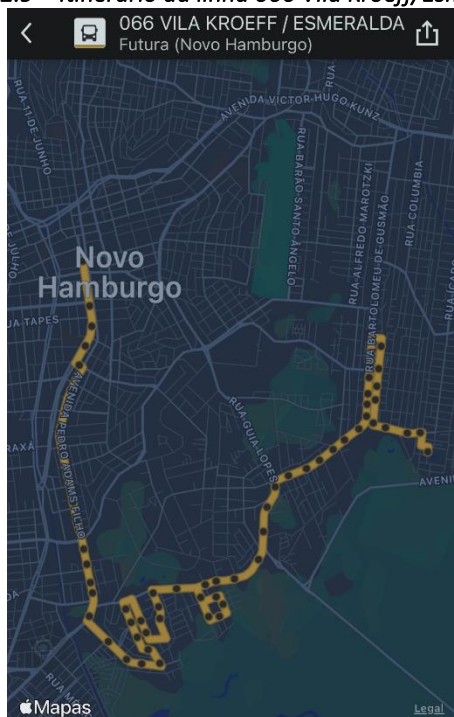 066 VILA KROEFF / ESMERALDA
Futura (Novo Hamburgo)
RUA 11 DE JUNHO
AVENIDA VICTOR HUGO KUNZ
RUA BARÃO SANTO ÂNGELO
RUA ALFREDO MAROTZKI
RUA BARTOLOMEU DE GUSMÃO
RUA COLUMBIA
Novo
Hamburgo
TAPES
AVENIDA PEDRO ADAMS FILHO
RUA GUIA LOPES
Mapas
Legal